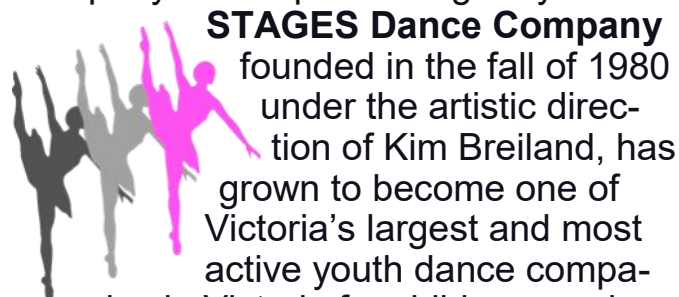 STAGES Dance Company
founded in the fall of 1980
under the artistic direc-
tion of Kim Breiland, has
grown to become one of
Victoria’s largest and most
active youth dance compa-